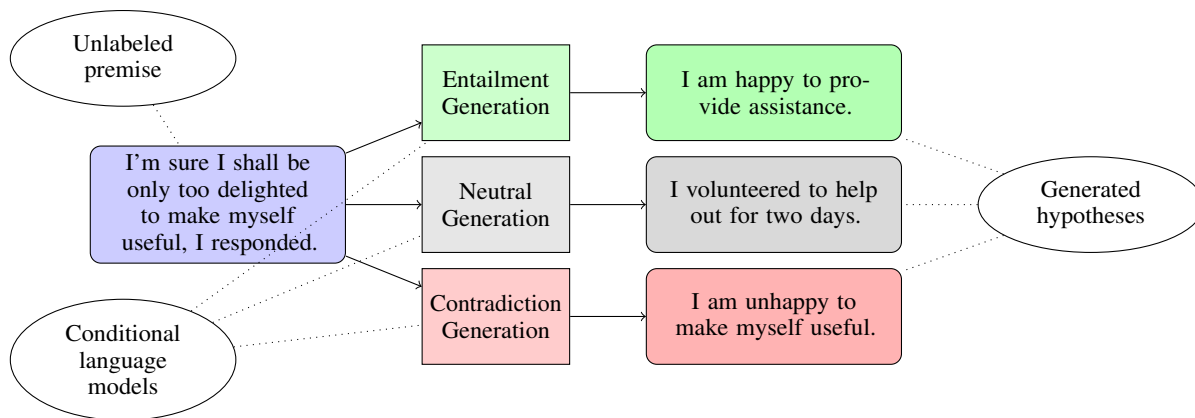 Unlabeled
premise
I'm sure I shall be
only too delighted
to make myself
useful, I responded.
Conditional
language
models
Entailment
Generation
Neutral
Generation
Contradiction
Generation
I am happy to pro-
vide assistance.
I volunteered to help
out for two days.
I am unhappy to
make myself useful.
Generated
hypotheses